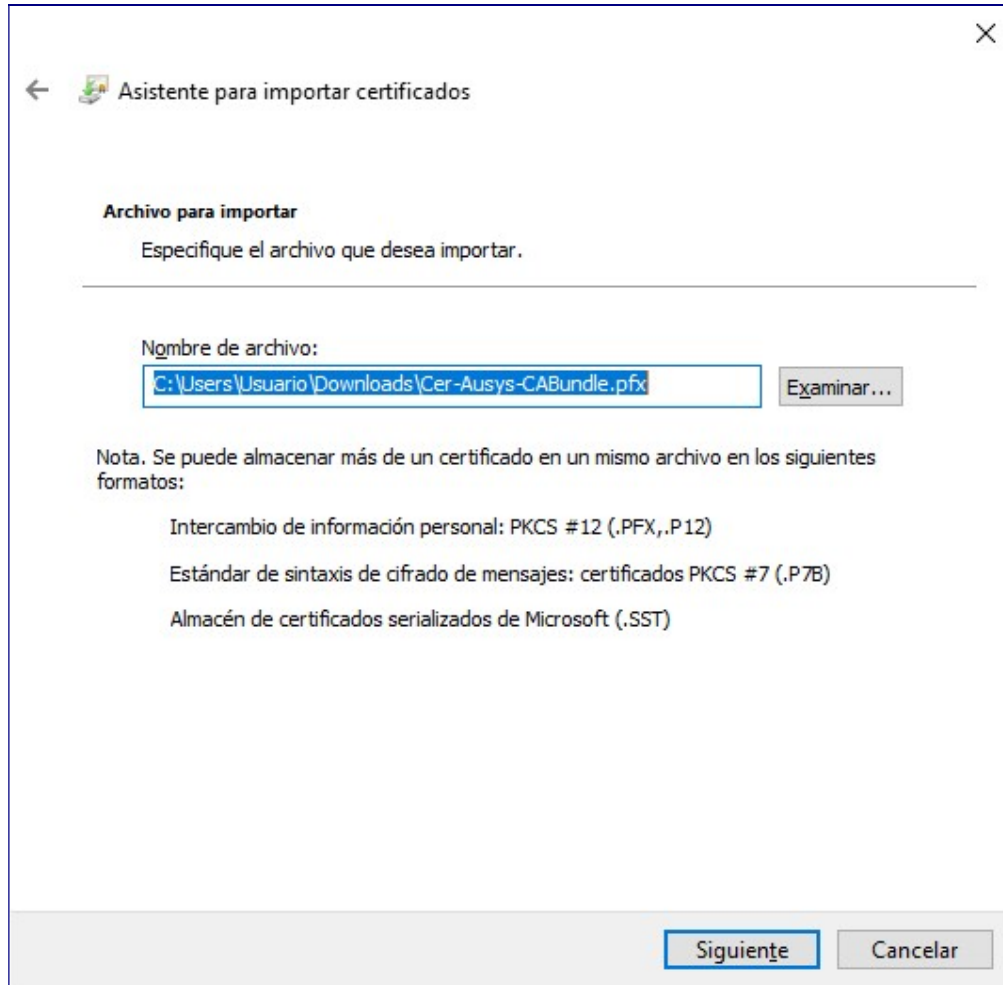 Asistente para importar certificados
Archivo para importar
Especifique el archivo que desea importar.
Nombre de archivo:
C:\Users\Usuario\Downloads\Cer-Ausys-CABundle.pfx
Examinar...
Nota. Se puede almacenar más de un certificado en un mismo archivo en los siguientes
formatos:
Intercambio de información personal: PKCS #12 (.PFX,.P12)
Estándar de sintaxis de cifrado de mensajes: certificados PKCS #7 (.P7B)
Almacén de certificados serializados de Microsoft (.SST)
Siguiente
Cancelar